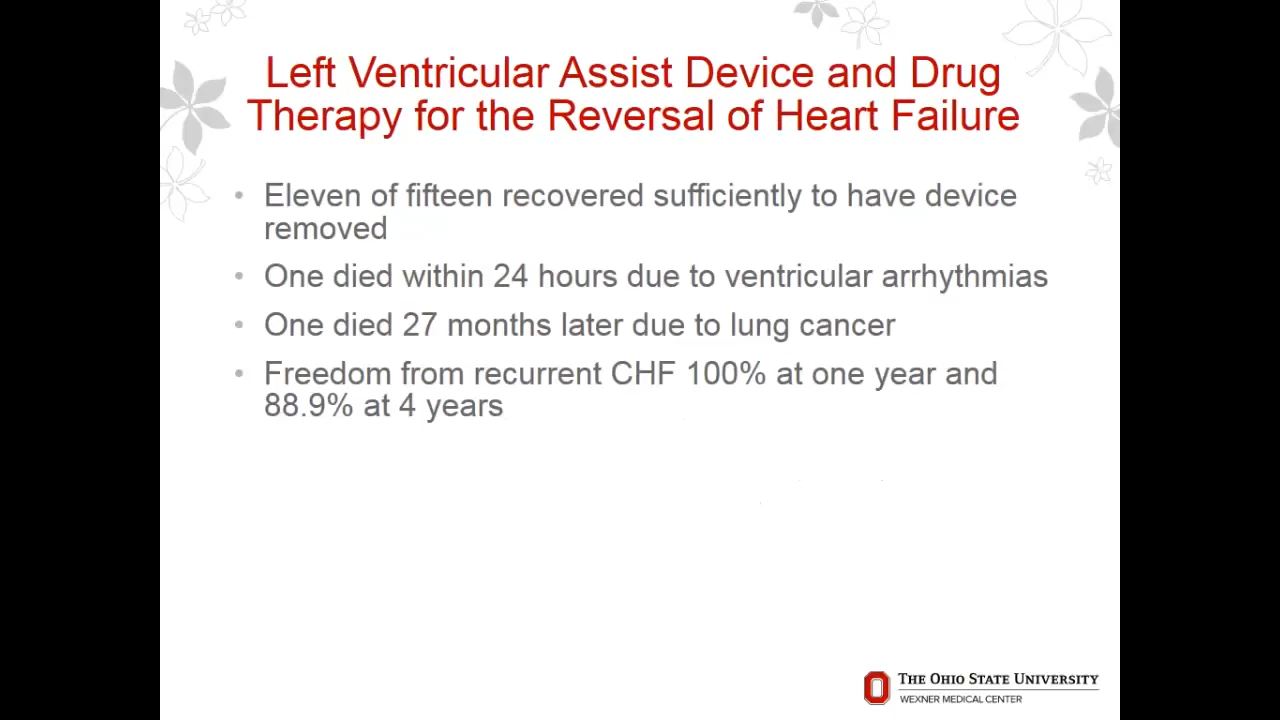 Left Ventricular Assist Device and Drug
Therapy for the Reversal of Heart Failure
• Eleven of fifteen recovered sufficiently to have device
removed
• One died within 24 hours due to ventricular arrhythmias
• One died 27 months later due to lung cancer
• Freedom from recurrent CHF 100% at one year and
88.9% at 4 years
THE OHIO STATE UNIVERSITY
WEXNER MEDICAL CENTER